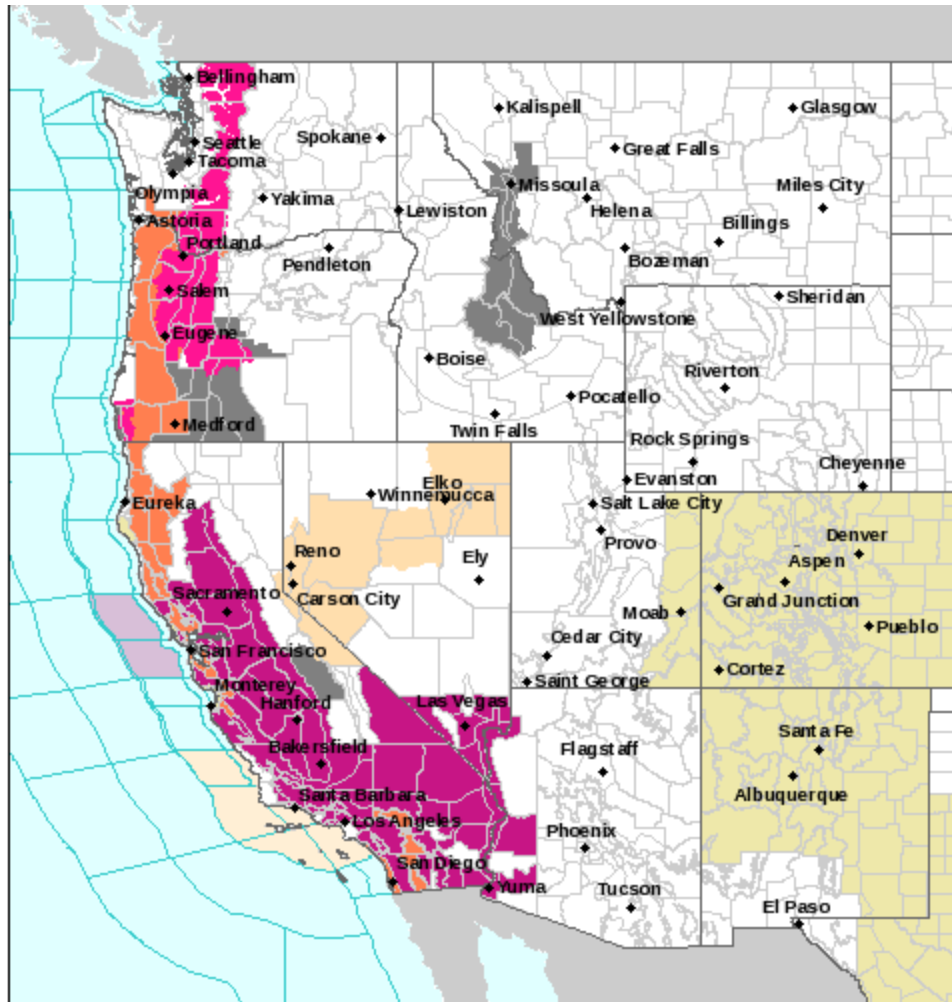 Bellingham
Kalispell
Glasgow
Spokane
Seattle
Great Falls
Tacoma
Missoula
Miles City
Olympia
Yakima
Lewiston
Helena
Astoria
Billings
Portland
Pendleton
Bozeman
Salem
Sheridan
West Yellowstone
Eugene
Boise
Riverton
Pocatello
Medford
Twin Falls
Rock Springs
Cheyenne
Elko
Evanston
Winnemucca
Eureka
Salt Lake City
Provo
Denver
Reno
Ely
Aspen
Sacramento
Carson City
Grand Junction
Moab
Pueblo
Cedar City
San Francisco
Cortez
Saint George
Monterey
Hanford
Las Vegas
Santa Fe
Flagstaff
Bakersfield
Albuquerque
Santa Barbara
Los Angeles
Phoenix
San Diego
Yuma
Tucson
El Paso